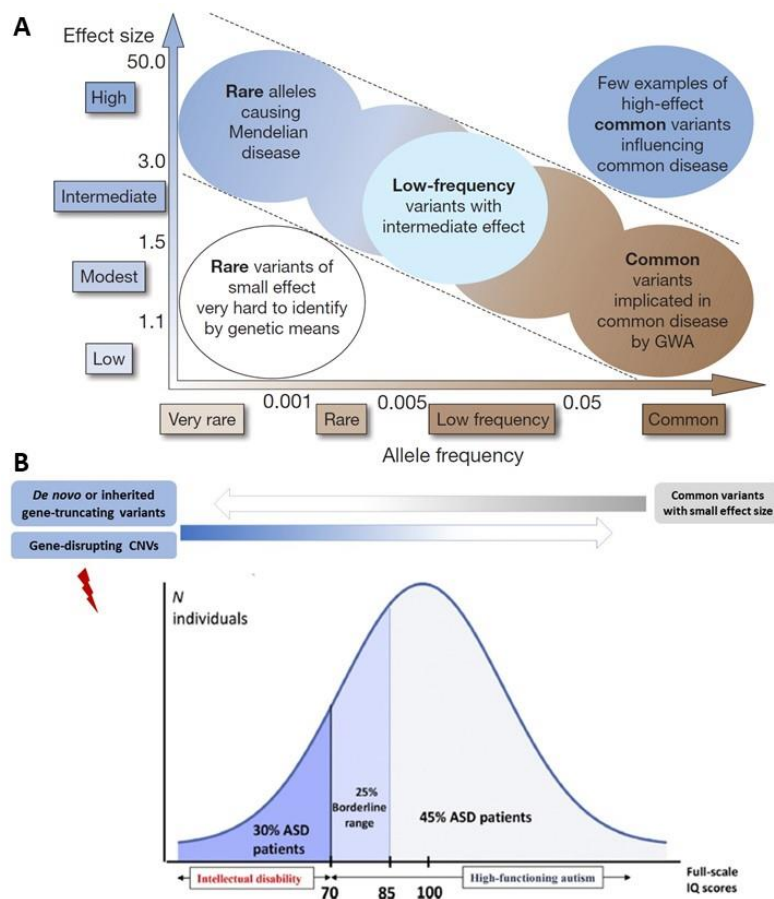 A
Effect size
50.0
High
3.0
Intermediate
1.5
Modest
1.1
Low
Rare alleles
causing
Mendelian
disease
Few examples of
high-effect
common variants
influencing
common disease
Low-frequency
variants with
intermediate effect
Rare variants of
small effect
very hard to identify
by genetic means
Common
variants
implicated in
common disease
by GWA
0.001
0.005
0.05
Very rare
Rare
Low frequency
Common
Allele frequency
B
De novo or inherited
gene-truncating variants
Gene-disrupting CNVs
Common variants
with small effect size
N
individuals
30% ASD
patients
25%
Borderline
range
45% ASD patients
Intellectual disability
High-functioning autism
70
85
100
Full-scale
IQ scores